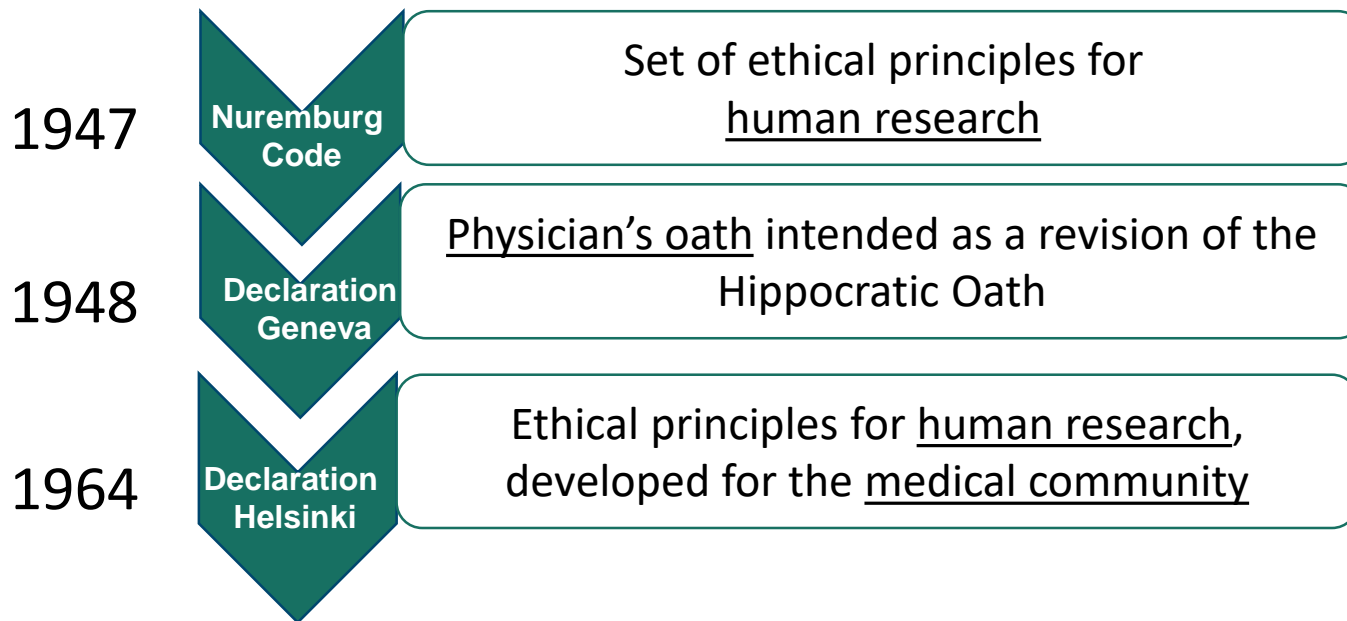 1947
Nuremburg
Code
Set of ethical principles for
human research
1948
Declaration
Geneva
Physician’s oath intended as a revision of the
Hippocratic Oath
1964
Declaration
Helsinki
Ethical principles for human research,
developed for the medical community